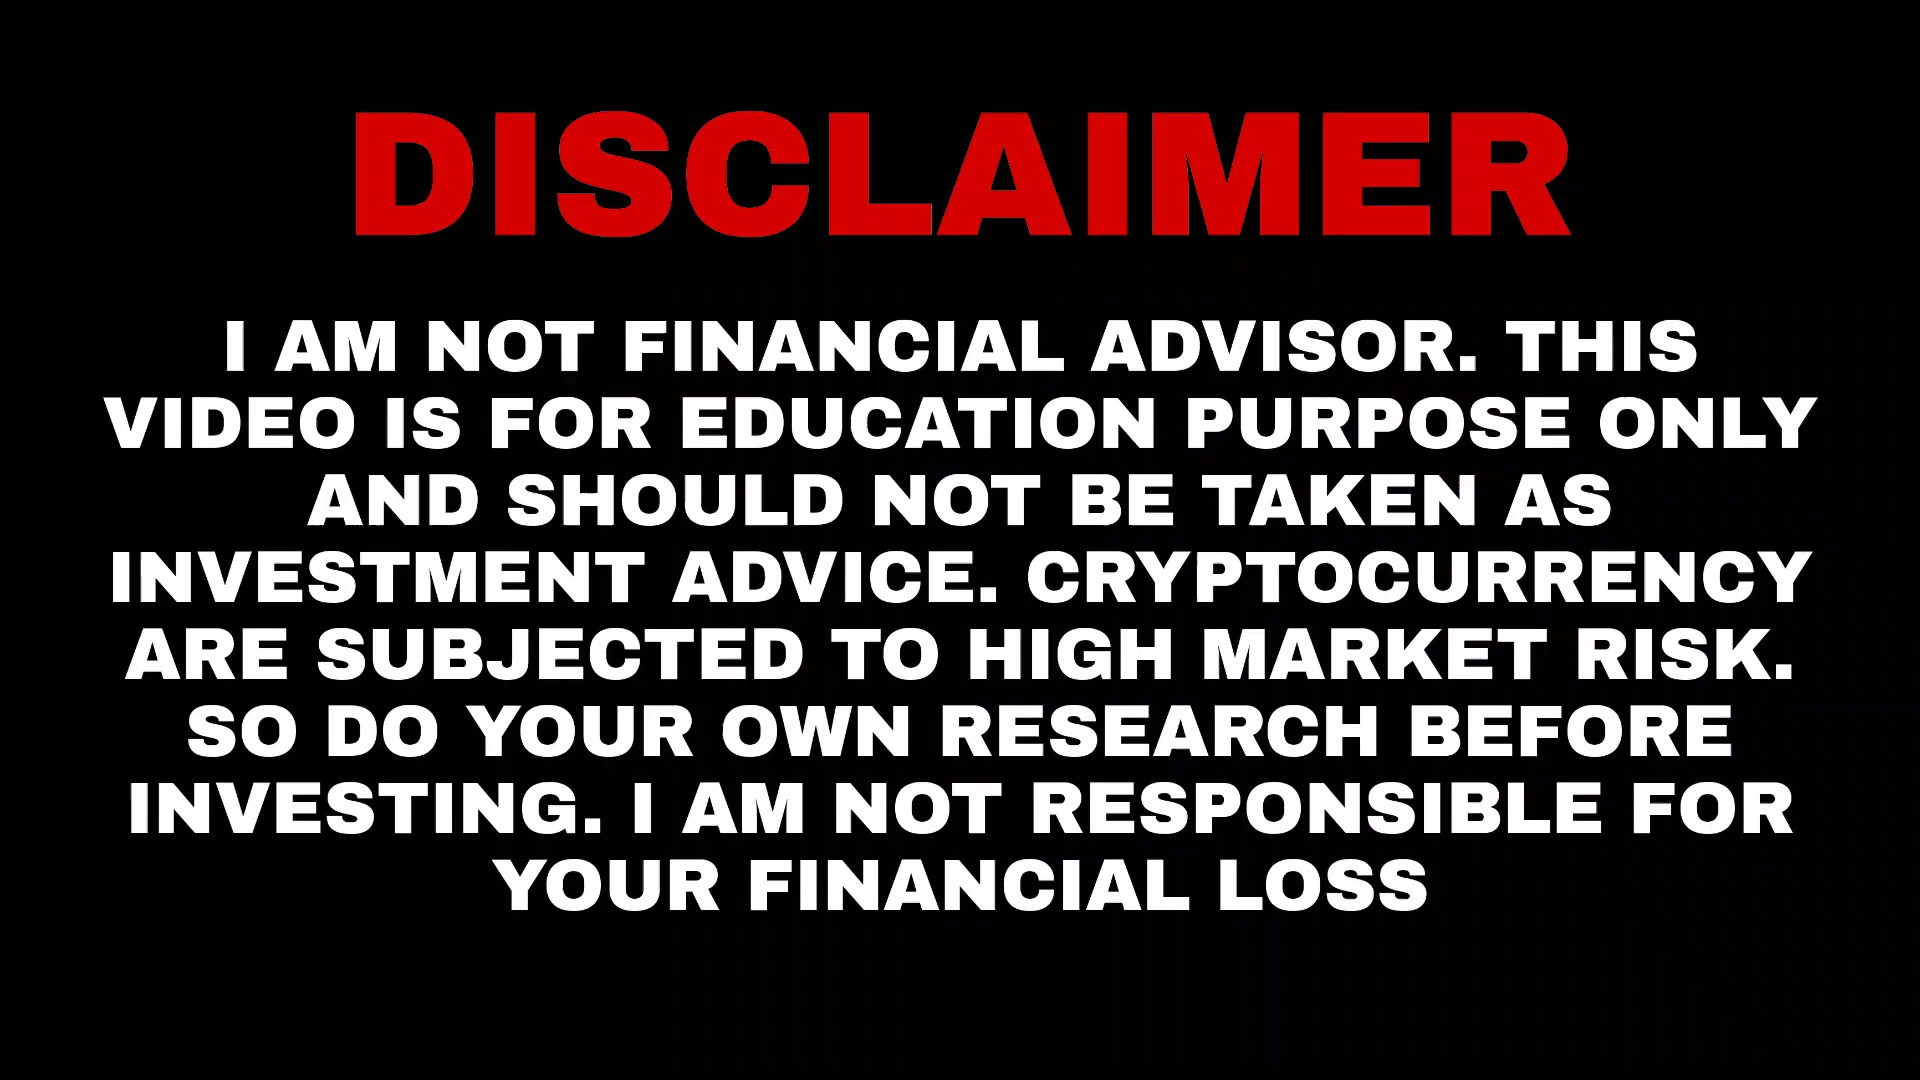 DISCLAIMER
I AM NOT FINANCIAL ADVISOR. THIS
VIDEO IS FOR EDUCATION PURPOSE ONLY
AND SHOULD NOT BE TAKEN AS
INVESTMENT ADVICE. CRYPTOCURRENCY
ARE SUBJECTED TO HIGH MARKET RISK.
SO DO YOUR OWN RESEARCH BEFORE
INVESTING. I AM NOT RESPONSIBLE FOR
YOUR FINANCIAL LOSS